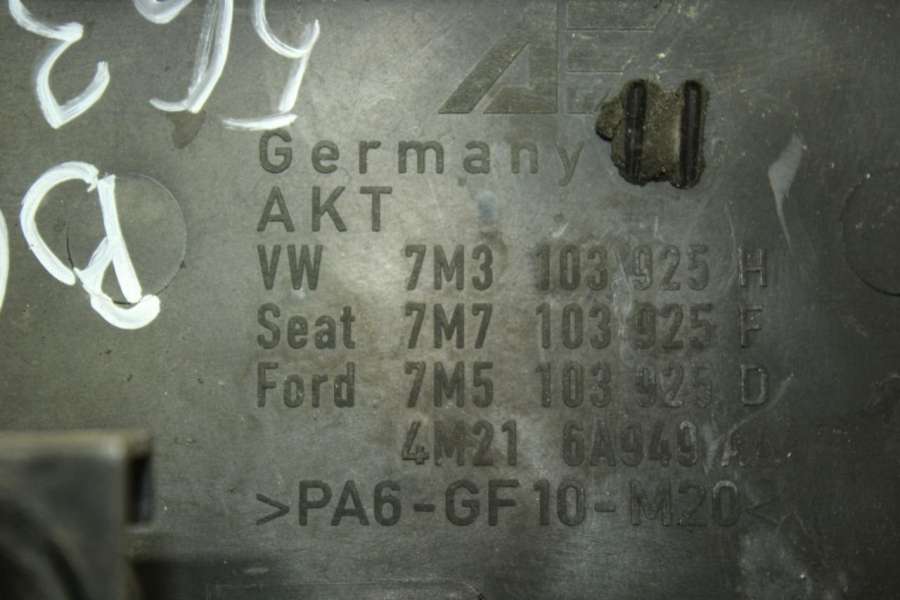 Germany
AKT
VW 7M3 103 925 H
Seat 7M7 103 925 F
Ford 7M5 103 925 D
4M21 6A949 AA
>PA6-GF10-M20<